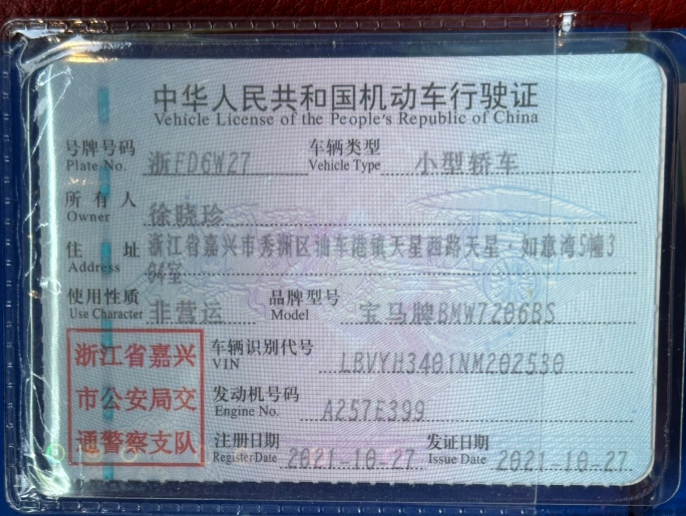 中华人民共和国机动车行驶证
Vehicle License of the People's Republic of China
号牌号码 浙FD6W27 车辆类型 小型轿车
Plate No. Vehicle Type
所有人 徐晓珍
Owner
住址 浙江省嘉兴市秀洲区油车港镇天星西路天星·如意湾5幢3
Address 04室
使用性质 非营运 品牌型号 宝马牌BMW7206BS
Use Character Model
浙江省嘉兴
市公安局交
通警察支队
车辆识别代号 LBVYH3401NM202530
VIN
发动机号码 A257E399
Engine No.
注册日期 2021-10-27 发证日期 2021-10-27
Register Date Issue Date